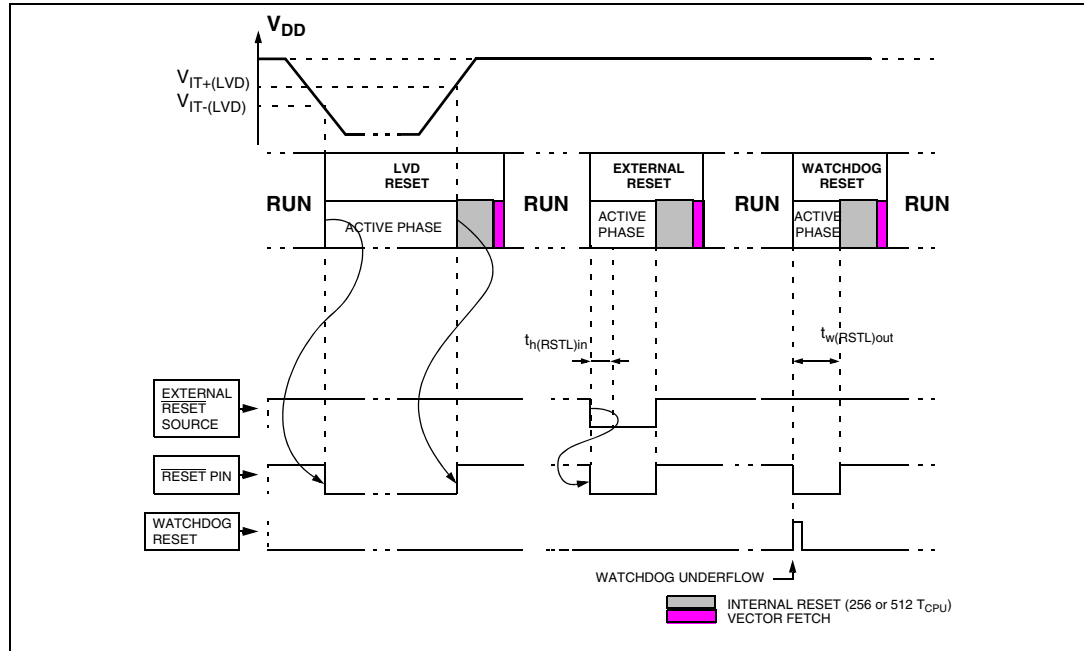 VDD
VIT+(LVD)
VIT-(LVD)
LVD
RESET
EXTERNAL
RESET
WATCHDOG
RESET
RUN
ACTIVE PHASE
RUN
ACTIVE
PHASE
RUN
ACTIVE
PHASE
RUN
th(RSTL)in
tw(RSTL)out
EXTERNAL
RESET
SOURCE
RESET PIN
WATCHDOG
RESET
WATCHDOG UNDERFLOW
INTERNAL RESET (256 or 512 TCPU)
VECTOR FETCH